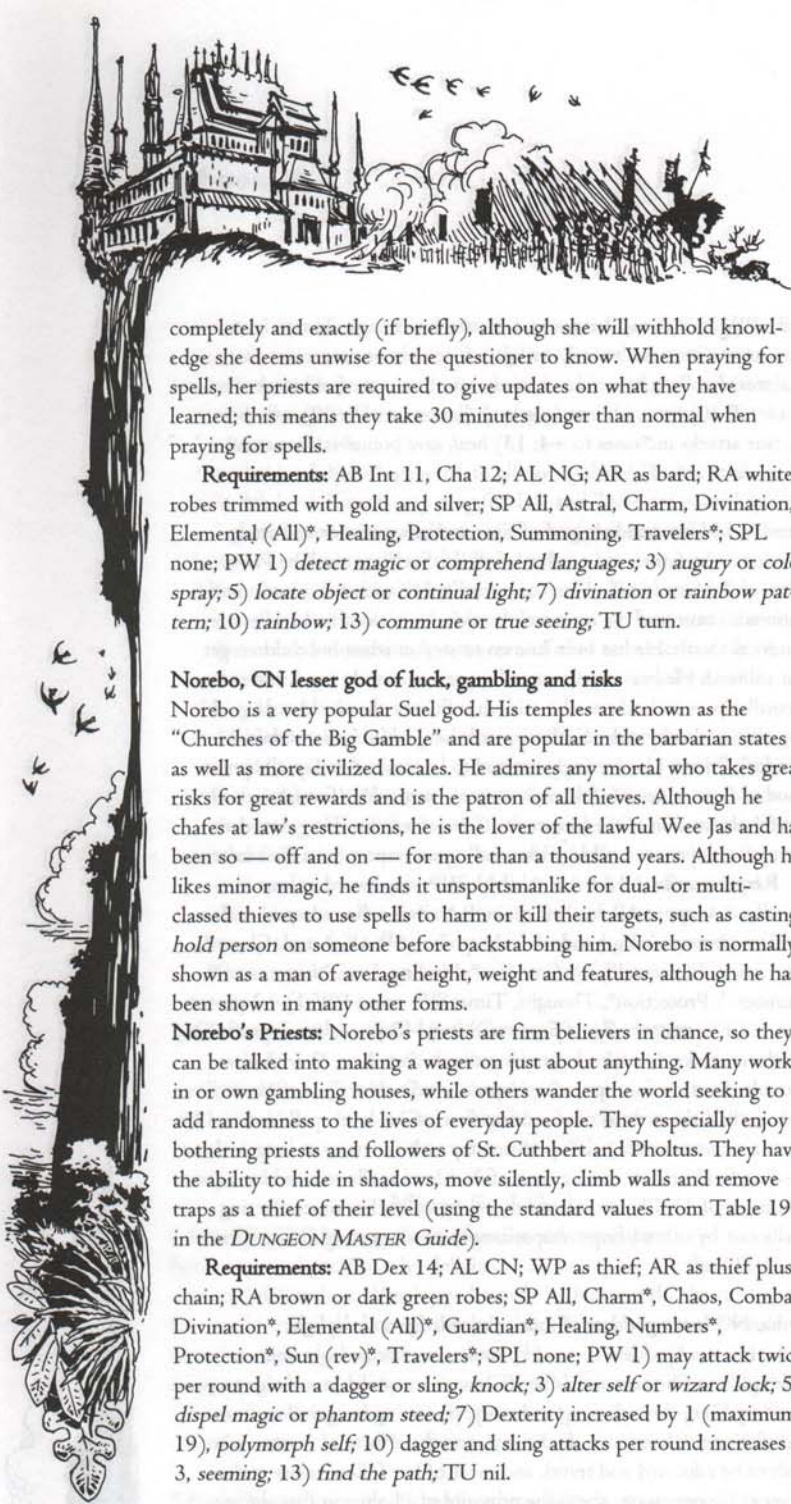 completely and exactly (if briefly), although she will withhold knowl-
edge she deems unwise for the questioner to know. When praying for
spells, her priests are required to give updates on what they have
learned; this means they take 30 minutes longer than normal when
praying for spells.
Requirements: AB Int 11, Cha 12; AL NG; AR as bard; RA white
robes trimmed with gold and silver; SP All, Astral, Charm, Divination,
Elemental (All)*, Healing, Protection, Summoning, Travelers*; SPL
none; PW 1) detect magic or comprehend languages; 3) augury or col
spray; 5) locate object or continual light; 7) divination or rainbow pat-
tern; 10) rainbow; 13) commune or true seeing; TU turn.
Norebo, CN lesser god of luck, gambling and risks
Norebo is a very popular Suel god. His temples are known as the
“Churches of the Big Gamble” and are popular in the barbarian states
as well as more civilized locales. He admires any mortal who takes grea
risks for great rewards and is the patron of all thieves. Although he
chafes at law's restrictions, he is the lover of the lawful Wee Jas and ha
been so — off and on — for more than a thousand years. Although h
likes minor magic, he finds it unsportsmanlike for dual- or multi-
classed thieves to use spells to harm or kill their targets, such as casting
hold person on someone before backstabbing him. Norebo is normally
shown as a man of average height, weight and features, although he ha
been shown in many other forms.
Norebo's Priests: Norebo's priests are firm believers in chance, so they
can be talked into making a wager on just about anything. Many work
in or own gambling houses, while others wander the world seeking to
add randomness to the lives of everyday people. They especially enjoy
bothering priests and followers of St. Cuthbert and Pholtus. They hav
the ability to hide in shadows, move silently, climb walls and remove
traps as a thief of their level (using the standard values from Table 19
in the DUNGEON MASTER Guide).
Requirements: AB Dex 14; AL CN; WP as thief; AR as thief plus
chain; RA brown or dark green robes; SP All, Charm*, Chaos, Comba
Divination*, Elemental (All)*, Guardian*, Healing, Numbers*,
Protection*, Sun (rev)*, Travelers*; SPL none; PW 1) may attack twic
per round with a dagger or sling, knock; 3) alter self or wizard lock; 5
dispel magic or phantom steed; 7) Dexterity increased by 1 (maximum
19), polymorph self; 10) dagger and sling attacks per round increases
3, seeming; 13) find the path; TU nil.